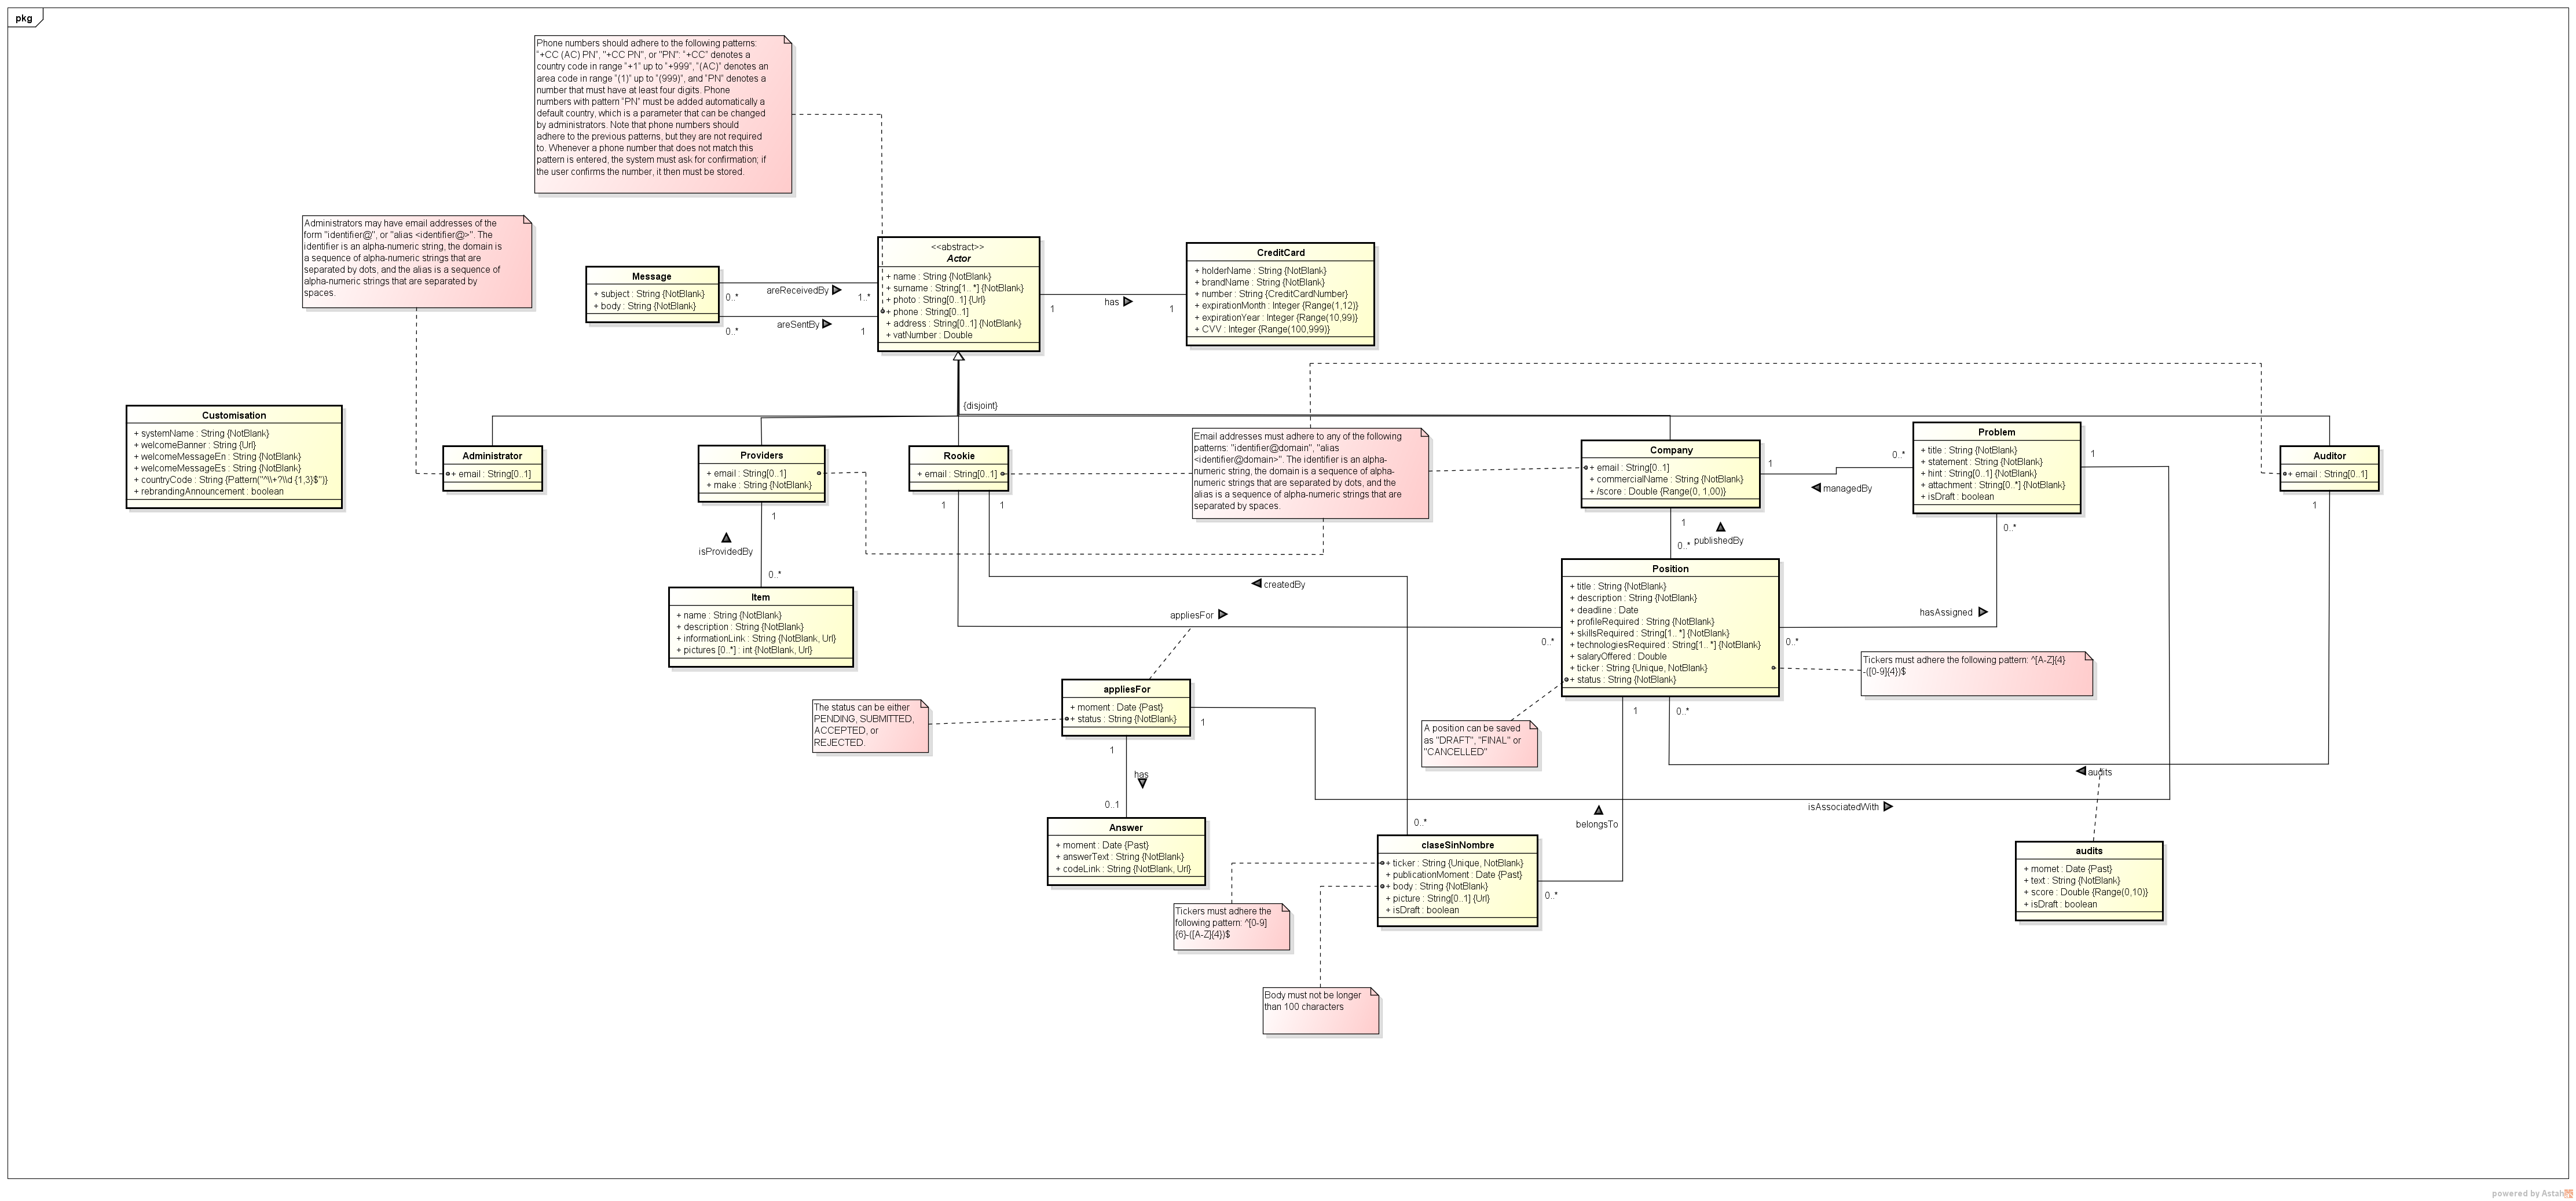 pkg
Phone numbers should adhere to the following patterns:
"+CC (AC) PN", "+CC PN", or "PN": "+CC" denotes a
country code in range "+1" up to "+999", "(AC)" denotes an
area code in range "(1)" up to "(999)", and "PN" denotes a
number that must have at least four digits. Phone
numbers with pattern "PN" must be added automatically a
default country, which is a parameter that can be changed
by administrators. Note that phone numbers should
adhere to the previous patterns, but they are not required
to. Whenever a phone number that does not match this
pattern is entered, the system must ask for confirmation; if
the user confirms the number, it then must be stored.
Administrators may have email addresses of the
form "identifier@", or "alias <identifier@>". The
identifier is an alpha-numeric string, the domain is
a sequence of alpha-numeric strings that are
separated by dots, and the alias is a sequence of
alpha-numeric strings that are separated by
spaces.
Message
+ subject : String {NotBlank}
+ body : String {NotBlank}
0..*
areReceivedBy
1..*
0..*
areSentBy
1
<<abstract>>
Actor
+ name : String {NotBlank}
+ surname : String[1.. *] {NotBlank}
+ photo : String[0..1] {Url}
+ phone : String[0..1]
+ address : String[0..1] {NotBlank}
+ vatNumber : Double
1
has
1
CreditCard
+ holderName : String {NotBlank}
+ brandName : String {NotBlank}
+ number : String {CreditCardNumber}
+ expirationMonth : Integer {Range(1,12)}
+ expirationYear : Integer {Range(10,99)}
+ CVV : Integer {Range(100,999)}
{disjoint}
Customisation
+ systemName : String {NotBlank}
+ welcomeBanner : String {Url}
+ welcomeMessageEn : String {NotBlank}
+ welcomeMessageEs : String {NotBlank}
+ countryCode : String {Pattern("^\\+?\\d {1,3}$")}
+ rebrandingAnnouncement : boolean
Administrator
+ email : String[0..1]
Providers
+ email : String[0..1]
+ make : String {NotBlank}
Rookie
+ email : String[0..1]
Email addresses must adhere to any of the following
patterns: "identifier@domain", "alias
<identifier@domain>". The identifier is an alpha-
numeric string, the domain is a sequence of alpha-
numeric strings that are separated by dots, and the
alias is a sequence of alpha-numeric strings that are
separated by spaces.
Company
+ email : String[0..1]
+ commercialName : String {NotBlank}
+ /score : Double {Range(0, 1,00)}
1
managedBy
0..*
Problem
+ title : String {NotBlank}
+ statement : String {NotBlank}
+ hint : String[0..1] {NotBlank}
+ attachment : String[0..*] {NotBlank}
+ isDraft : boolean
1
0..*
Auditor
+ email : String[0..1]
1
1
isProvidedBy
0..*
1
1
createdBy
appliesFor
1
publishedBy
0..*
Item
+ name : String {NotBlank}
+ description : String {NotBlank}
+ informationLink : String {NotBlank, Url}
+ pictures [0..*] : int {NotBlank, Url}
Position
+ title : String {NotBlank}
+ description : String {NotBlank}
+ deadline : Date
+ profileRequired : String {NotBlank}
+ skillsRequired : String[1.. *] {NotBlank}
+ technologiesRequired : String[1..*] {NotBlank}
+ salaryOffered : Double
+ ticker : String {Unique, NotBlank}
+ status : String {NotBlank}
0..*
hasAssigned
0..*
Tickers must adhere the following pattern: ^[A-Z]{4}
-([0-9]{4})$
The status can be either
PENDING, SUBMITTED,
ACCEPTED, or
REJECTED.
appliesFor
+ moment : Date {Past}
+ status : String {NotBlank}
1
1
has
0..1
A position can be saved
as "DRAFT", "FINAL" or
"CANCELLED"
1
0..*
audits
isAssociatedWith
belongsTo
Answer
+ moment : Date {Past}
+ answerText : String {NotBlank}
+ codeLink : String {NotBlank, Url}
0..*
claseSinNombre
+ ticker : String {Unique, NotBlank}
+ publicationMoment : Date {Past}
+ body : String {NotBlank}
+ picture : String[0..1] {Url}
+ isDraft : boolean
0..*
audits
+ momet : Date {Past}
+ text : String {NotBlank}
+ score : Double {Range(0,10)}
+ isDraft : boolean
Tickers must adhere the
following pattern: ^[0-9]
{6}-([A-Z]{4})$
Body must not be longer
than 100 characters
powered by Astah